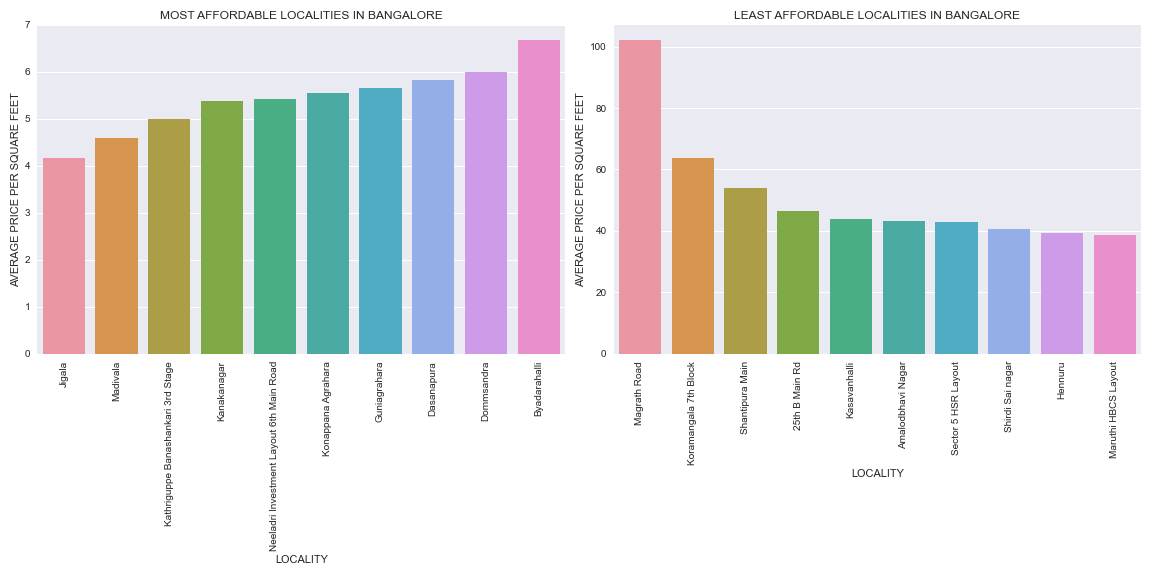 MOST AFFORDABLE LOCALITIES IN BANGALORE
AVERAGE PRICE PER SQUARE FEET
7
6
5
4
3
2
1
0
Jigala
Madivala
Kathriguppe Banashankari 3rd Stage
Kanakanagar
Neeladri Investment Layout 6th Main Road
Konappana Agrahara
Guniagrahara
Dasanapura
Dommsandra
Byadarahalli
LOCALITY
LEAST AFFORDABLE LOCALITIES IN BANGALORE
AVERAGE PRICE PER SQUARE FEET
100
80
60
40
20
0
Magrath Road
Koramangala 7th Block
Shantipura Main
25th B Main Rd
Kasavanhalli
Amalodbhavi Nagar
Sector 5 HSR Layout
Shirdi Sai nagar
Hennuru
Maruthi HBCS Layout
LOCALITY